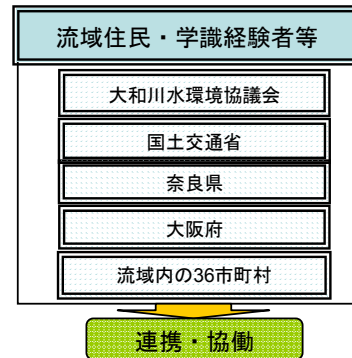 流域住民・学識経験者等
大和川水環境協議会
国土交通省
奈良県
大阪府
流域内の36市町村
連携・協働